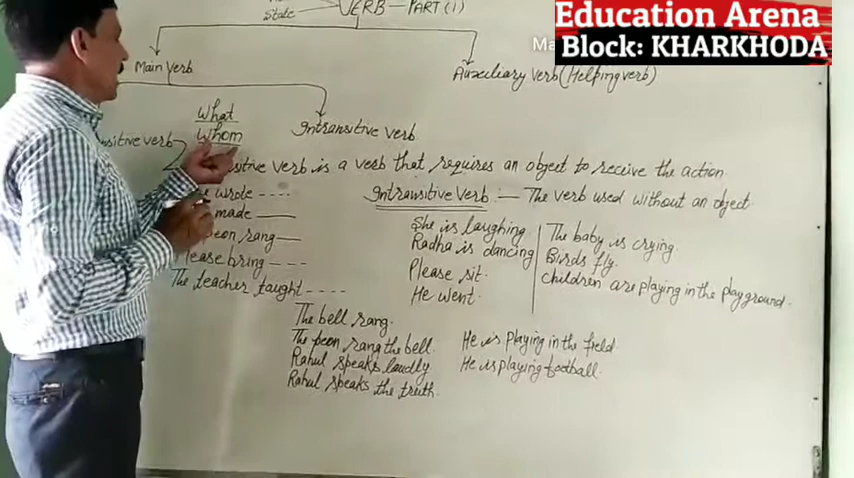 State
VERB – PART (1)
Education Arena
Block: KHARKHODA
Ma
Main Verb
Auxiliary Verb (Helping verb)
What
Whom
Intransitive verb
nsitive verb
sitive verb is a verb that requires an object to receive the action.
wrote ----
Intransitive Verb :— The verb used without an object.
made ——
She is laughing
The baby is crying.
peon rang —
Radha is dancing
Birds fly.
Please bring ---
Please sit.
Children are playing in the playground.
The teacher taught ----
He went.
The bell rang.
The peon rang the bell.
He is playing in the field
Rahul speaks loudly
He is playing football.
Rahul speaks the truth.